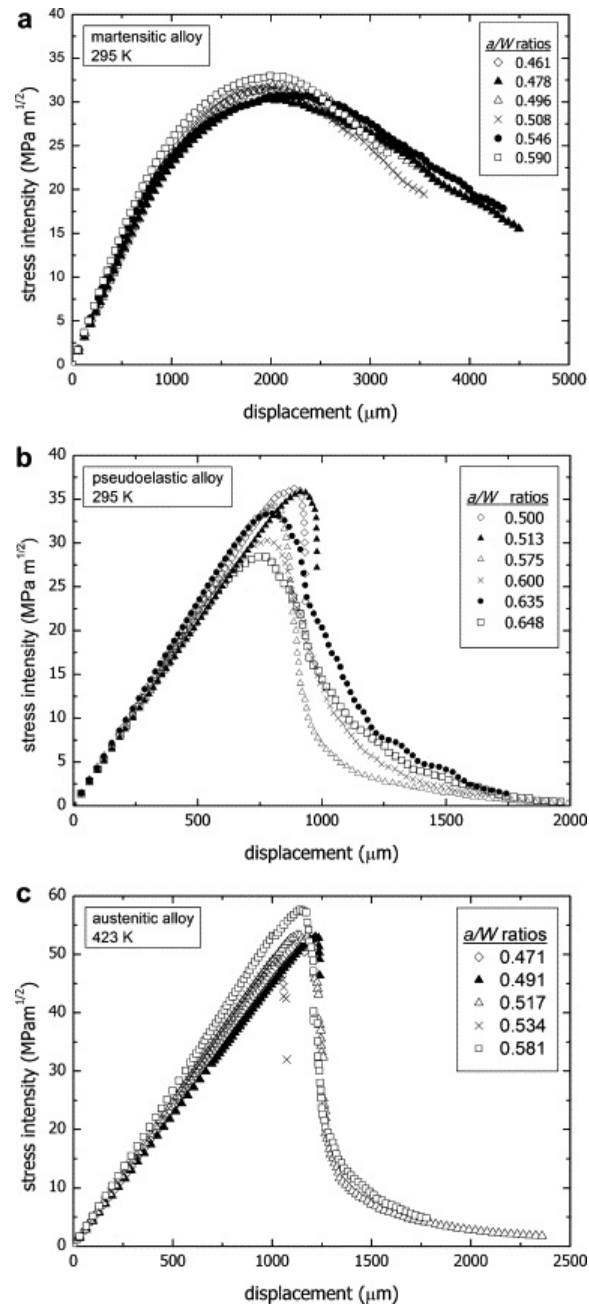 a
martensitic alloy
295 K
a/W ratios
0.461
0.478
0.496
0.508
0.546
0.590
stress intensity (MPa m^1/2)
40
35
30
25
20
15
10
5
0
0 1000 2000 3000 4000 5000
displacement (μm)
b
pseudoelastic alloy
295 K
a/W ratios
0.500
0.513
0.575
0.600
0.635
0.648
stress intensity (MPa m^1/2)
40
35
30
25
20
15
10
5
0
0 500 1000 1500 2000
displacement (μm)
c
austenitic alloy
423 K
a/W ratios
0.471
0.491
0.517
0.534
0.581
stress intensity (MPam^1/2)
60
50
40
30
20
10
0
0 500 1000 1500 2000 2500
displacement (μm)